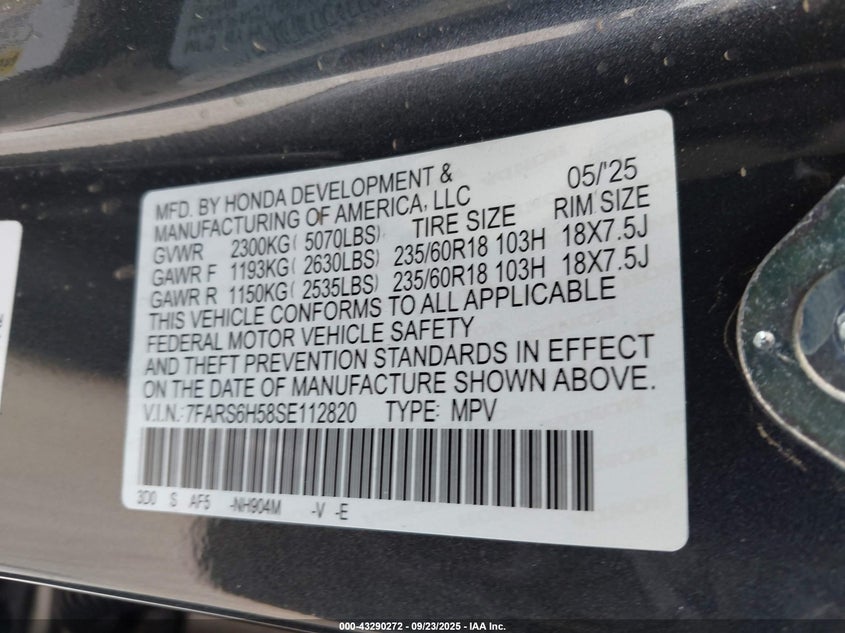 MFD. BY HONDA DEVELOPMENT & 05/'25
MANUFACTURING OF AMERICA, LLC
GVWR 2300KG( 5070LBS) TIRE SIZE RIM SIZE
GAWR F 1193KG( 2630LBS) 235/60R18 103H 18X7.5J
GAWR R 1150KG( 2535LBS) 235/60R18 103H 18X7.5J
THIS VEHICLE CONFORMS TO ALL APPLICABLE
FEDERAL MOTOR VEHICLE SAFETY
AND THEFT PREVENTION STANDARDS IN EFFECT
ON THE DATE OF MANUFACTURE SHOWN ABOVE.
V.I.N.:7FARS6H58SE112820 TYPE: MPV
3D0 S AF5 -NH904M -V -E
000-43290272 - 09/23/2025 - IAA Inc.